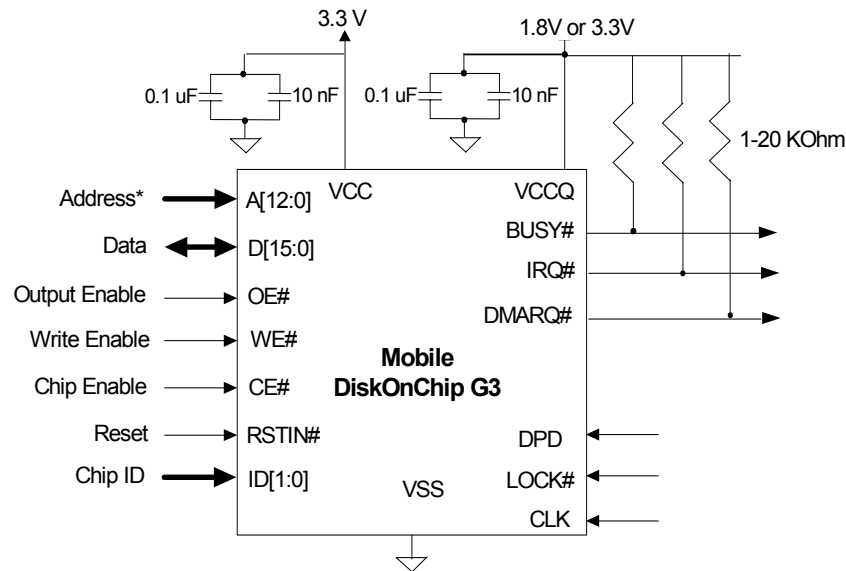 3.3 V
1.8V or 3.3V
0.1 uF
10 nF
0.1 uF
10 nF
1-20 KOhm
VCC
VCCQ
Address*
A[12:0]
BUSY#
Data
D[15:0]
IRQ#
Output Enable
OE#
DMARQ#
Write Enable
WE#
Mobile
DiskOnChip G3
Chip Enable
CE#
Reset
RSTIN#
DPD
Chip ID
ID[1:0]
VSS
LOCK#
CLK